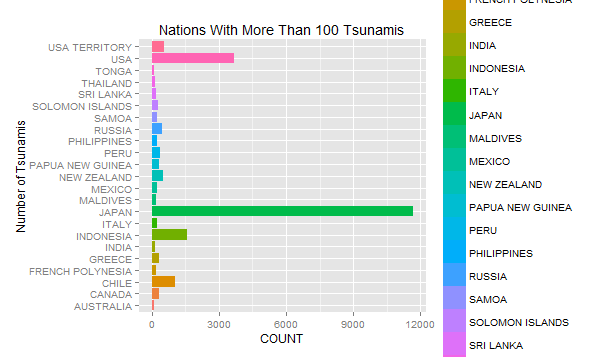 Nations With More Than 100 Tsunamis
Number of Tsunamis
USA TERRITORY
USA
TONGA
THAILAND
SRI LANKA
SOLOMON ISLANDS
SAMOA
RUSSIA
PHILIPPINES
PERU
PAPUA NEW GUINEA
NEW ZEALAND
MEXICO
MALDIVES
JAPAN
ITALY
INDONESIA
INDIA
GREECE
FRENCH POLYNESIA
CHILE
CANADA
AUSTRALIA
0 3000 6000 9000 12000
COUNT
FRENCH POLYNESIA
GREECE
INDIA
INDONESIA
ITALY
JAPAN
MALDIVES
MEXICO
NEW ZEALAND
PAPUA NEW GUINEA
PERU
PHILIPPINES
RUSSIA
SAMOA
SOLOMON ISLANDS
SRI LANKA